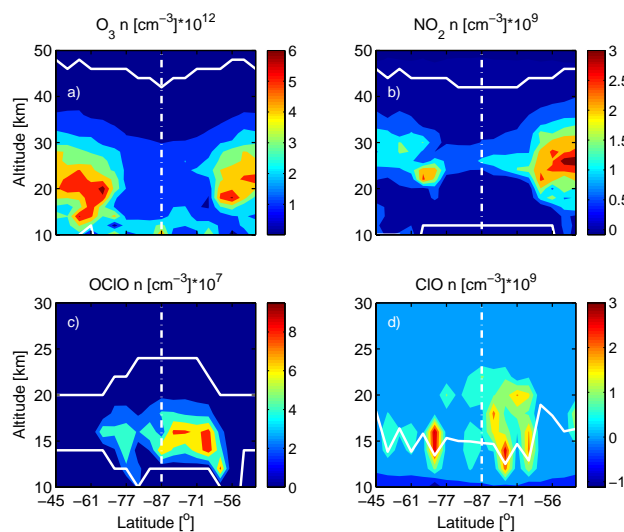 O3 n [cm-3]*10^12
NO2 n [cm-3]*10^9
50
40
30
20
10
Altitude [km]
a)
6
5
4
3
2
1
50
40
30
20
10
Altitude [km]
b)
3
2.5
2
1.5
1
0.5
0
OClO n [cm-3]*10^7
ClO n [cm-3]*10^9
30
25
20
15
10
Altitude [km]
c)
−45 −61 −77 −87 −71 −56
Latitude [o]
8
6
4
2
0
30
25
20
15
10
d)
−45 −61 −77 −87 −71 −56
Latitude [o]
3
2
1
0
−1